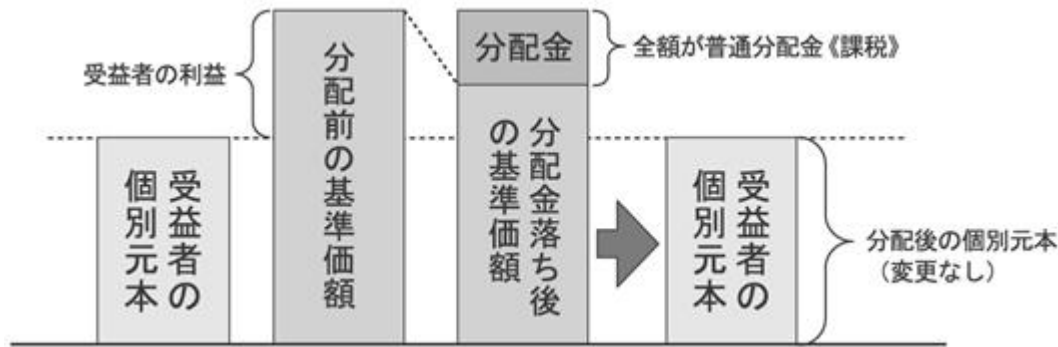 受益者の利益
受益者の
個別元本
分配前の基準価額
分配金
全額が普通分配金《課税》
分配金落ち後
の基準価額
受益者の
個別元本
分配後の個別元本
（変更なし）